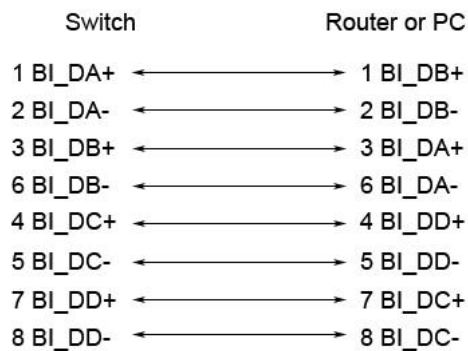 Switch Router or PC
1 BI_DA+ 1 BI_DB+
2 BI_DA- 2 BI_DB-
3 BI_DB+ 3 BI_DA+
6 BI_DB- 6 BI_DA-
4 BI_DC+ 4 BI_DD+
5 BI_DC- 5 BI_DD-
7 BI_DD+ 7 BI_DC+
8 BI_DD- 8 BI_DC-